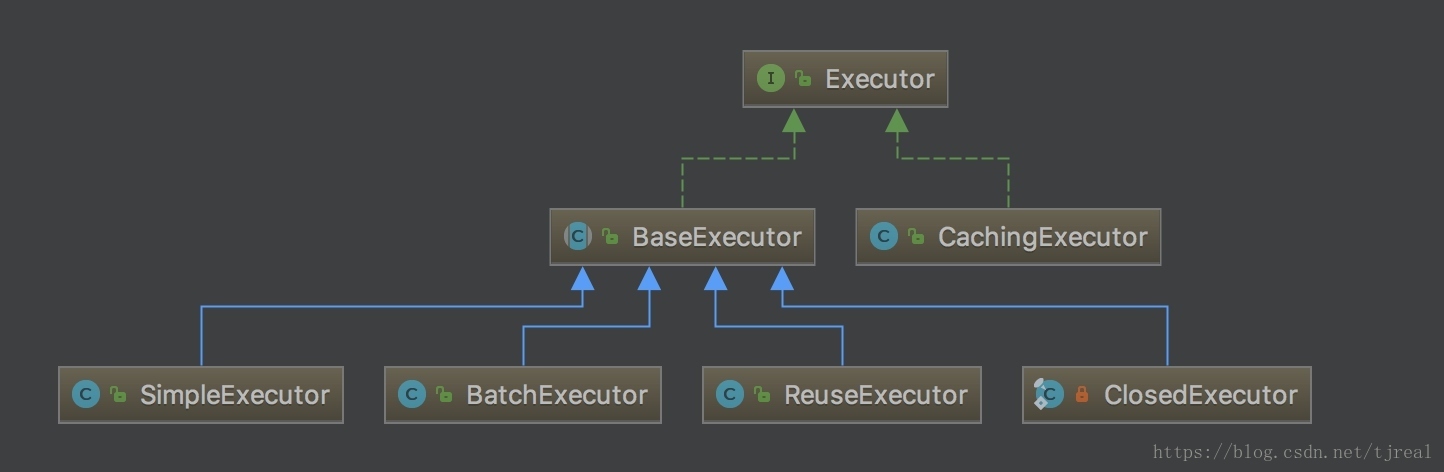 Executor
BaseExecutor
CachingExecutor
SimpleExecutor
BatchExecutor
ReuseExecutor
ClosedExecutor
https://blog.csdn.net/tjreal